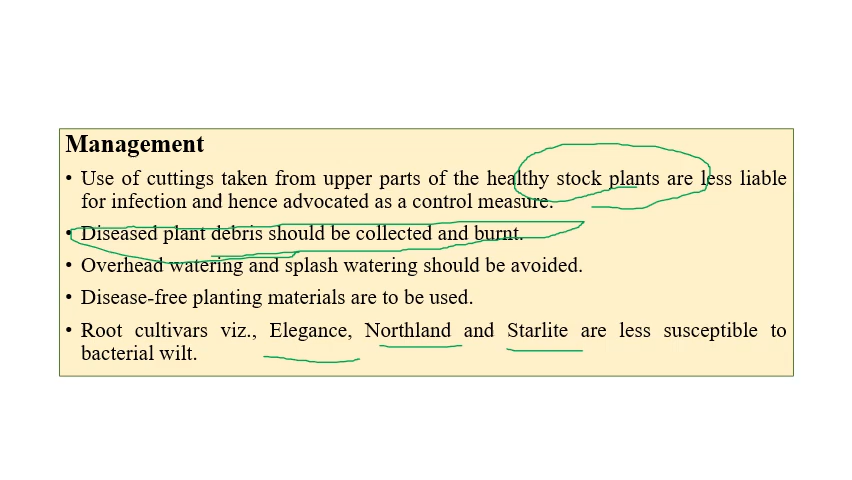 Management
• Use of cuttings taken from upper parts of the healthy stock plants are less liable
for infection and hence advocated as a control measure.
• Diseased plant debris should be collected and burnt.
• Overhead watering and splash watering should be avoided.
• Disease-free planting materials are to be used.
• Root cultivars viz., Elegance, Northland and Starlite are less susceptible to
bacterial wilt.